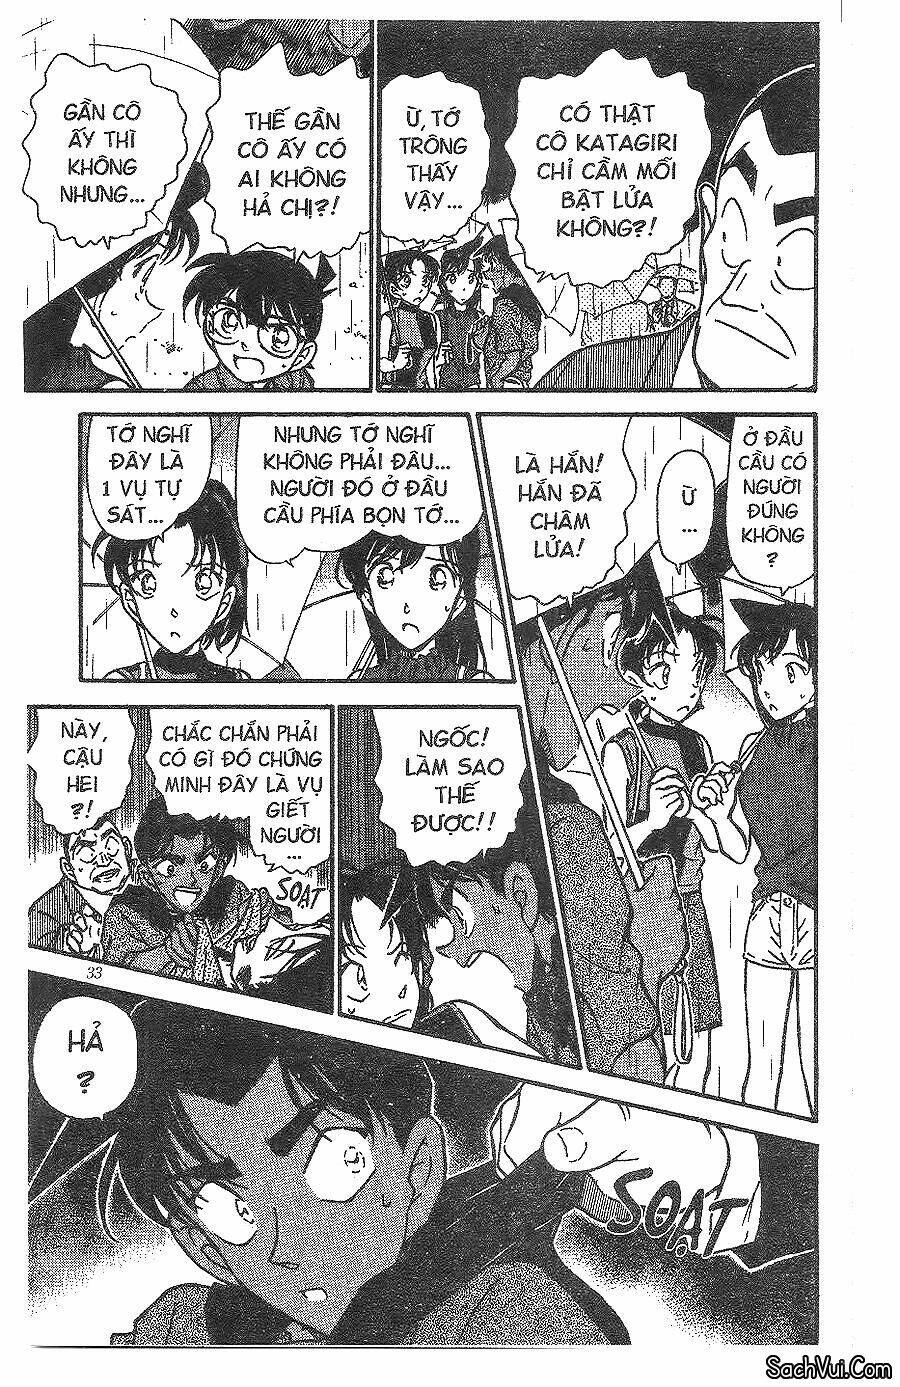 CÓ THẬT
CÔ KATAGIRI
CHỈ CẦM MỖI
BẬT LỬA
KHÔNG?!
Ừ, TỚ
TRÔNG
THẤY
VẬY...
THẾ GẦN
CÔ ẤY CÓ
AI KHÔNG
HẢ CHỊ?!
GẦN CÔ
ẤY THÌ
KHÔNG
NHƯNG...
Ở ĐẦU
CẦU CÓ
NGƯỜI
ĐÚNG
KHÔNG
?
Ừ
...
LÀ HẮN!
HẮN ĐÃ
CHÂM
LỬA!
NHƯNG TỚ NGHĨ
KHÔNG PHẢI ĐÂU...
NGƯỜI ĐÓ Ở ĐẦU
CẦU PHÍA BỌN TỚ...
TỚ NGHĨ
ĐÂY LÀ
1 VỤ TỰ
SÁT...
NGỐC!
LÀM SAO
THẾ
ĐƯỢC!!
CHẮC CHẮN PHẢI
CÓ GÌ ĐÓ CHỨNG
MINH ĐÂY LÀ VỤ
GIẾT
NGƯỜI
...
SOẠT
NÀY,
CẬU
HEI
?!
33
HẢ
?
SOẠT
SachVui.Com